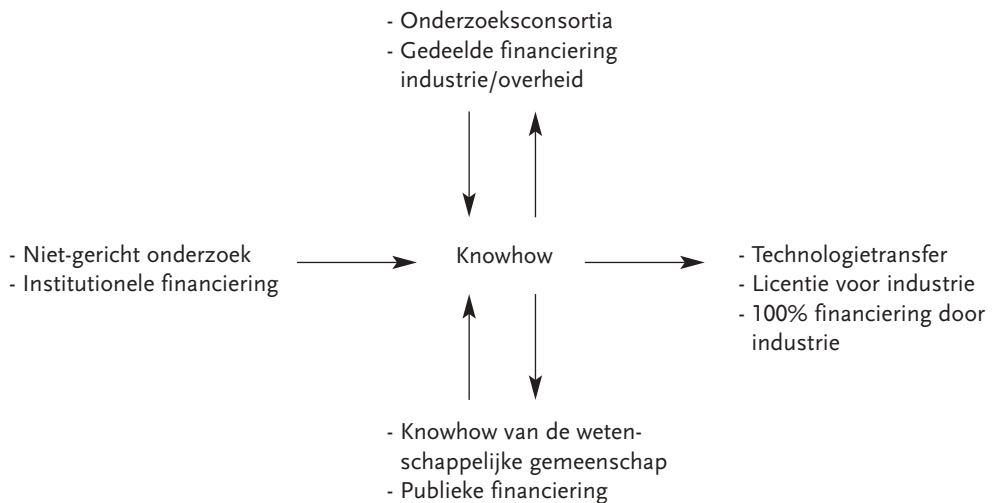 - Onderzoeksconsortia
- Gedeelde financiering
industrie/overheid
- Niet-gericht onderzoek
- Institutionele financiering
Knowhow
- Technologietransfer
- Licentie voor industrie
- 100% financiering door
industrie
- Knowhow van de weten-
schappelijke gemeenschap
- Publieke financiering